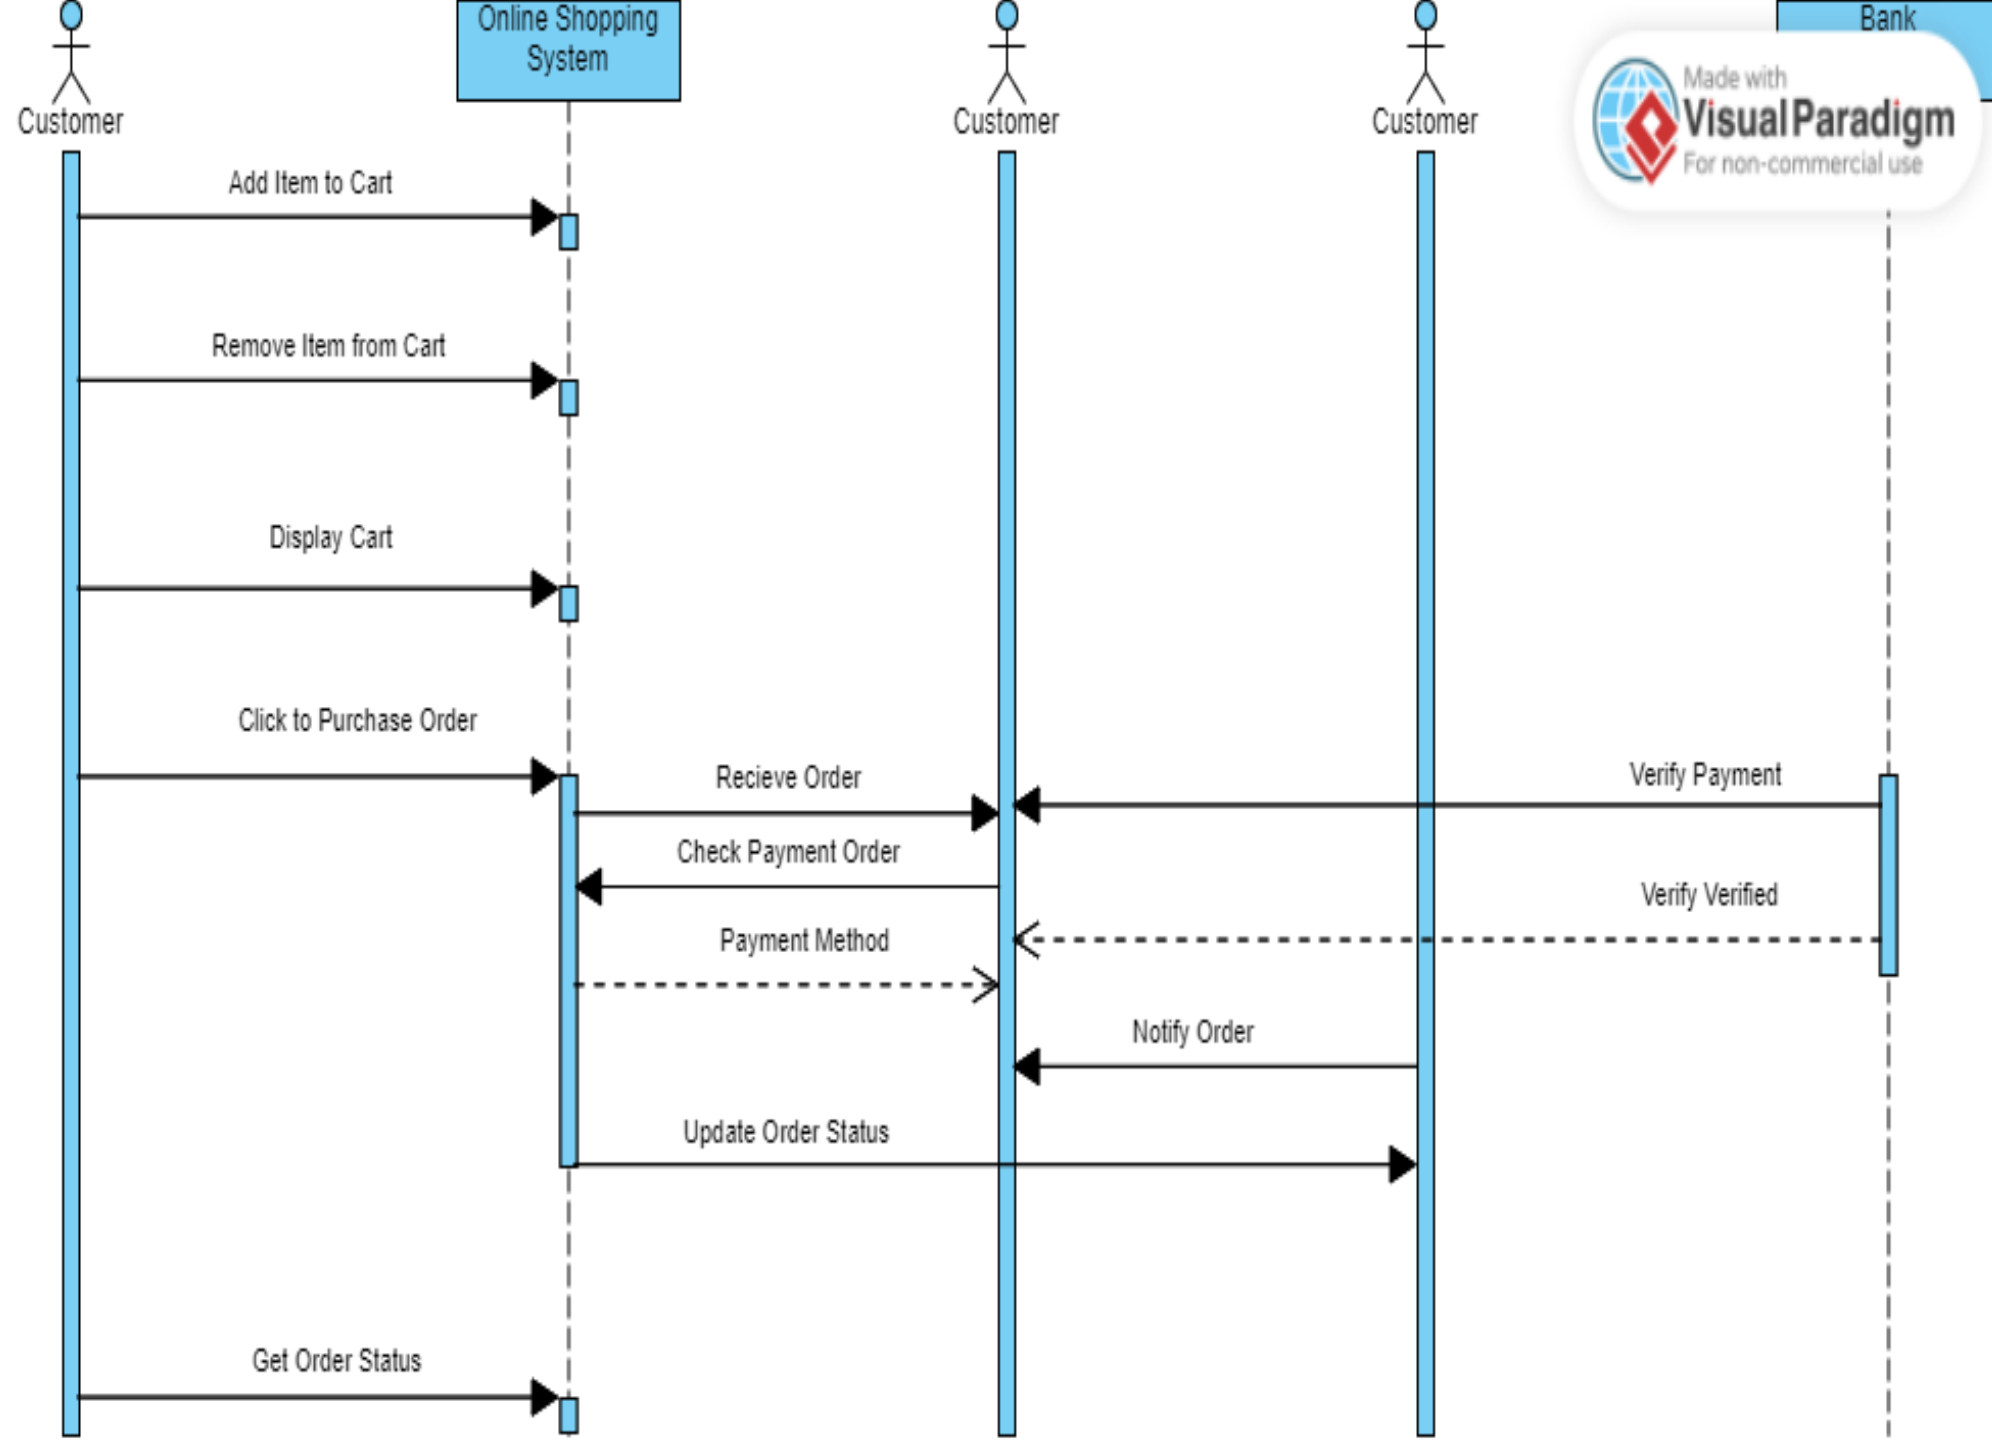 Online Shopping
System
Bank
Customer
Customer
Customer
Made with
Visual Paradigm
For non-commercial use
Add Item to Cart
Remove Item from Cart
Display Cart
Click to Purchase Order
Recieve Order
Verify Payment
Check Payment Order
Verify Verified
Payment Method
Notify Order
Update Order Status
Get Order Status